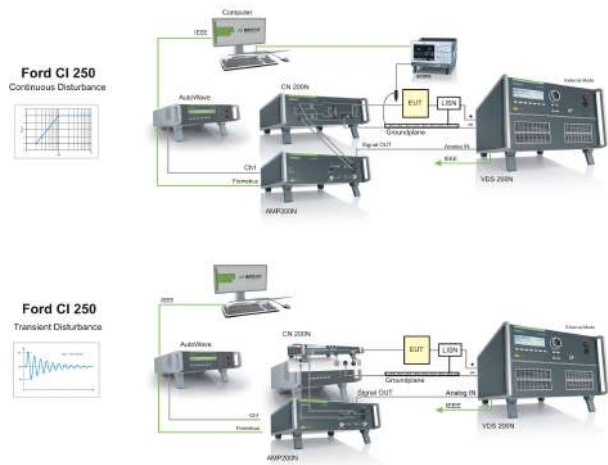 Computer
IEEE
Ford CI 250
Continuous Disturbance
AutoWave
CN 200N
EUT
LISN
External Mode
+
Groundplane
Signal OUT
Analog IN
Ch1
IEEE
Framebus
VDS 200N
AMP200N
IEEE
Ford CI 250
Transient Disturbance
CN 200N
AutoWave
EUT
LISN
External Mode
+
Groundplane
Signal OUT
Analog IN
Ch1
IEEE
Framebus
VDS 200N
AMP200N